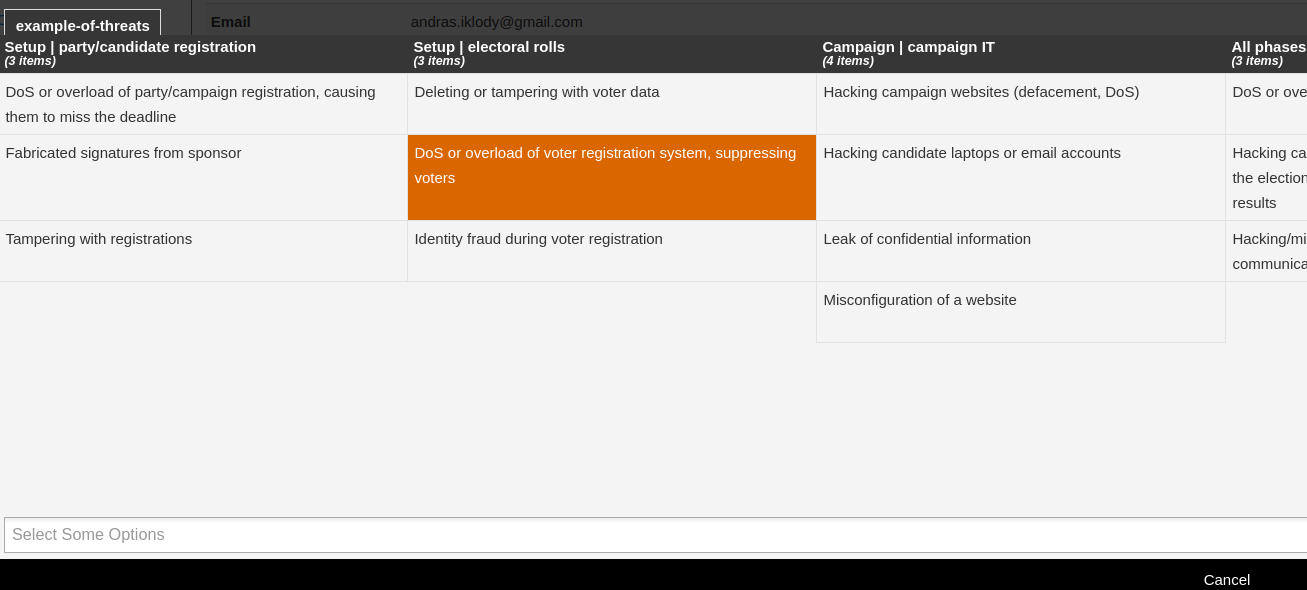 Email andras.iklody@gmail.com
example-of-threats
Setup | party/candidate registration
(3 items)
Setup | electoral rolls
(3 items)
Campaign | campaign IT
(4 items)
All phases
(3 items)
DoS or overload of party/campaign registration, causing
them to miss the deadline
Deleting or tampering with voter data
Hacking campaign websites (defacement, DoS)
DoS or ove
Fabricated signatures from sponsor
DoS or overload of voter registration system, suppressing
voters
Hacking candidate laptops or email accounts
Hacking ca
the election
results
Tampering with registrations
Identity fraud during voter registration
Leak of confidential information
Hacking/mi
communica
Misconfiguration of a website
Select Some Options
Cancel